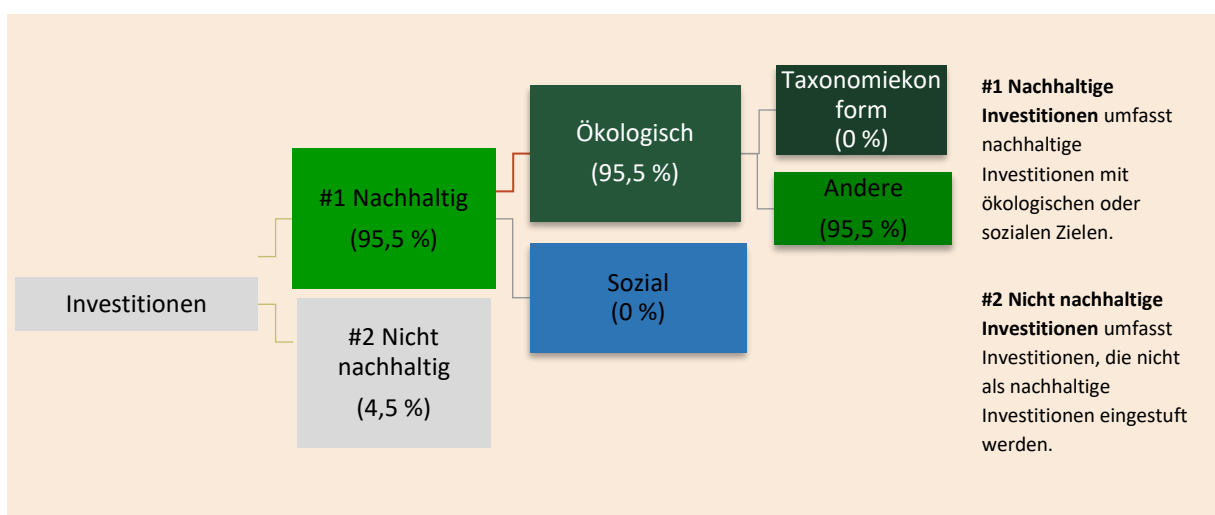 Investitionen
#1 Nachhaltig
(95,5 %)
#2 Nicht
nachhaltig
(4,5 %)
Ökologisch
(95,5 %)
Sozial
(0 %)
Taxonomiekon
form
(0 %)
Andere
(95,5 %)
#1 Nachhaltige
Investitionen umfasst
nachhaltige
Investitionen mit
ökologischen oder
sozialen Zielen.
#2 Nicht nachhaltige
Investitionen umfasst
Investitionen, die nicht
als nachhaltige
Investitionen eingestuft
werden.